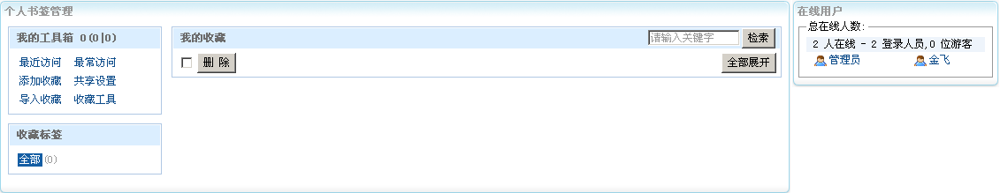 个人书签管理
我的工具箱 0(0|0)
最近访问 最常访问
添加收藏 共享设置
导入收藏 收藏工具
收藏标签
全部(0)
我的收藏 请输入关键字 检索
删 除 全部展开
在线用户
总在线人数:
2 人在线 - 2 登录人员,0 位游客
管理员 金飞